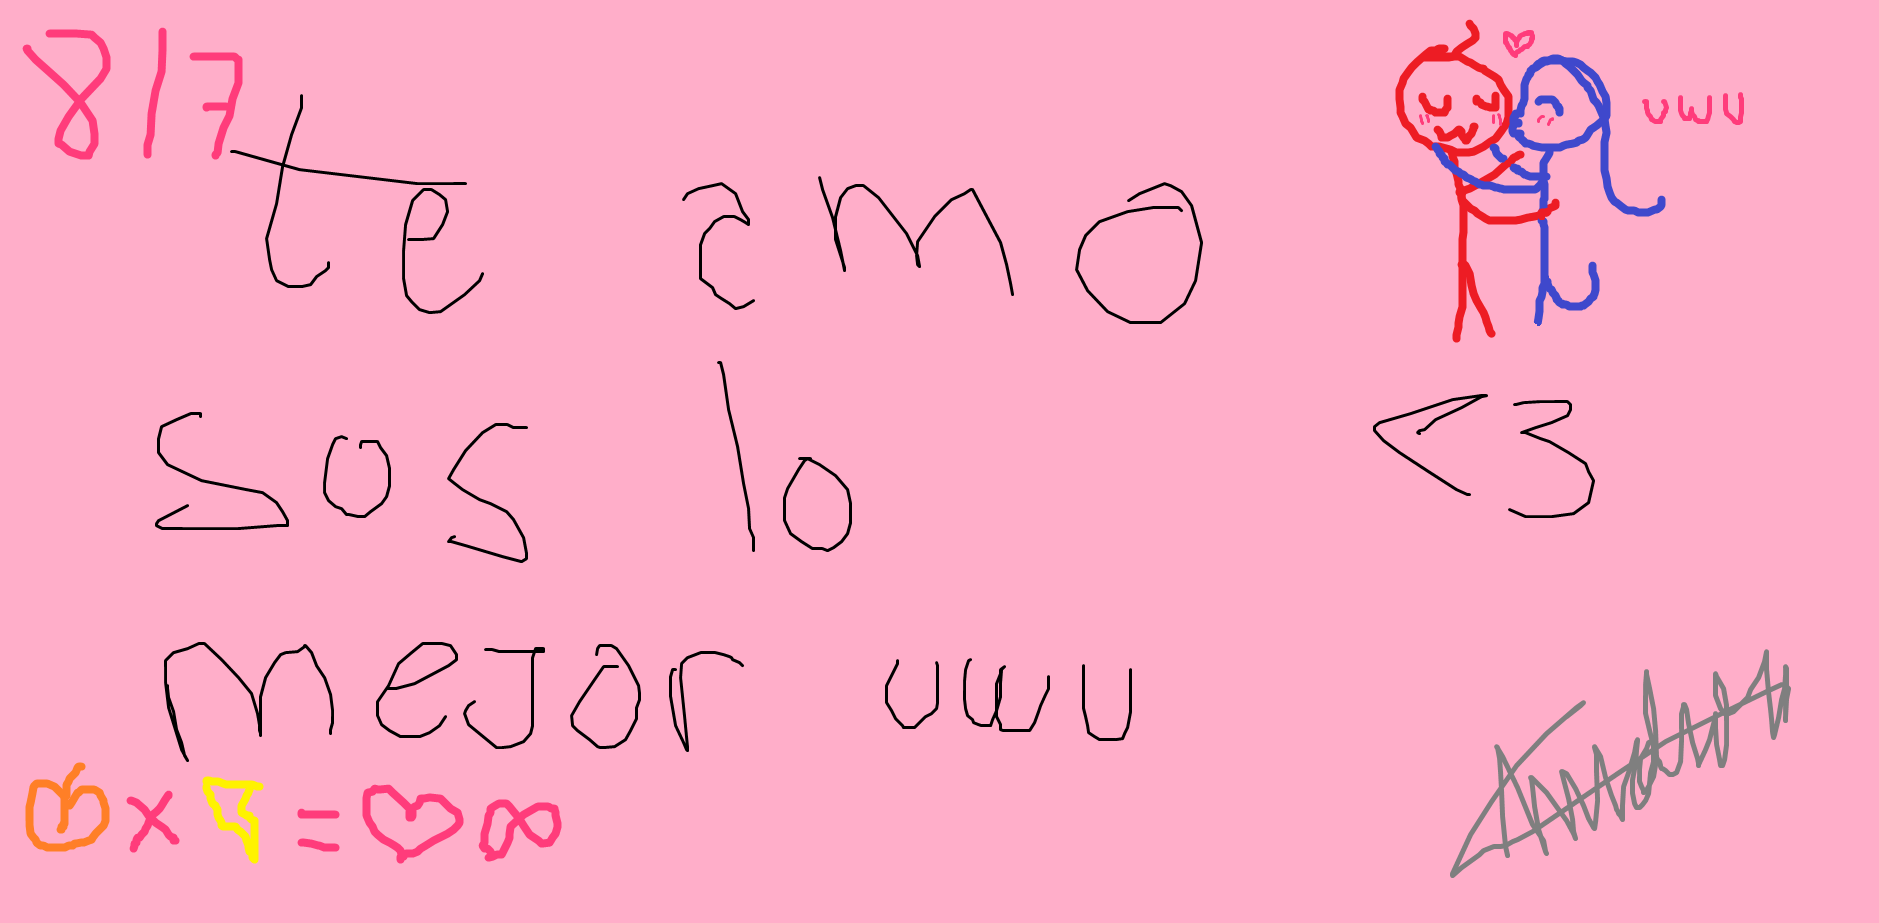 8/7
uwu
te amo
sos lo <3
mejor uwu
x = ∞